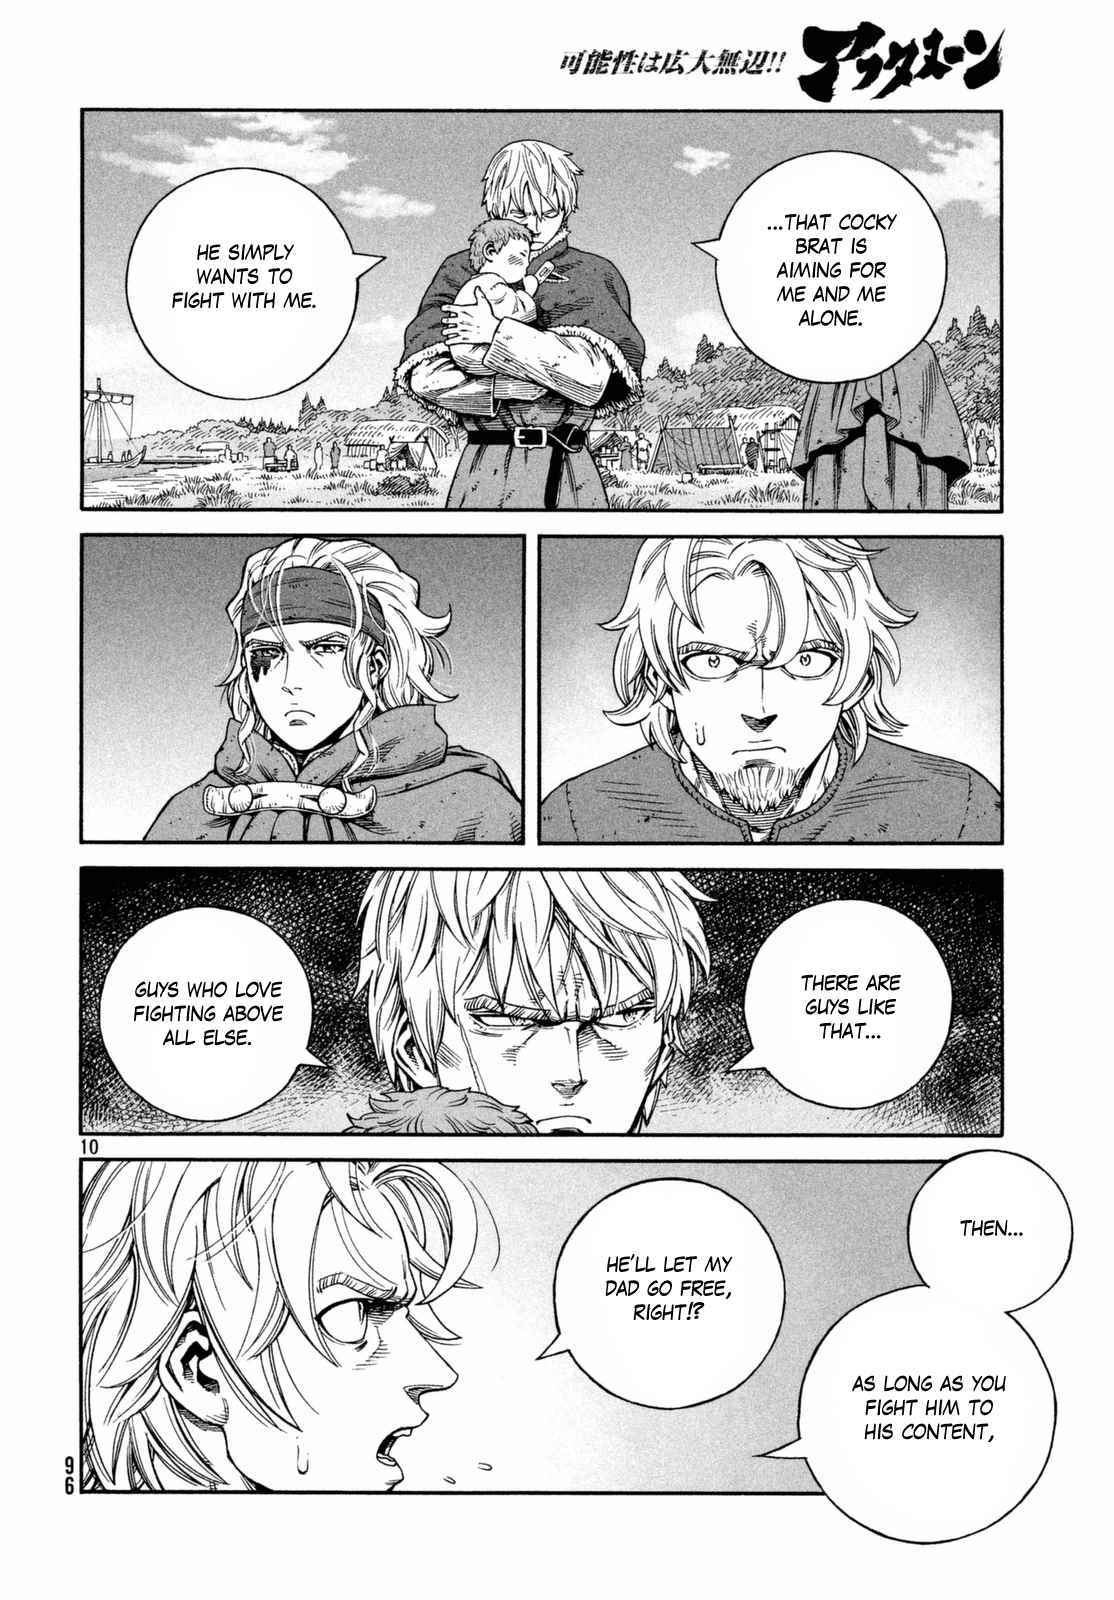 可能性は広大無辺!!
アフタヌーン
...THAT COCKY
BRAT IS
AIMING FOR
ME AND ME
ALONE.
HE SIMPLY
WANTS TO
FIGHT WITH ME.
THERE ARE
GUYS LIKE
THAT...
GUYS WHO LOVE
FIGHTING ABOVE
ALL ELSE.
10
THEN...
AS LONG AS YOU
FIGHT HIM TO
HIS CONTENT,
HE'LL LET MY
DAD GO FREE,
RIGHT!?
96